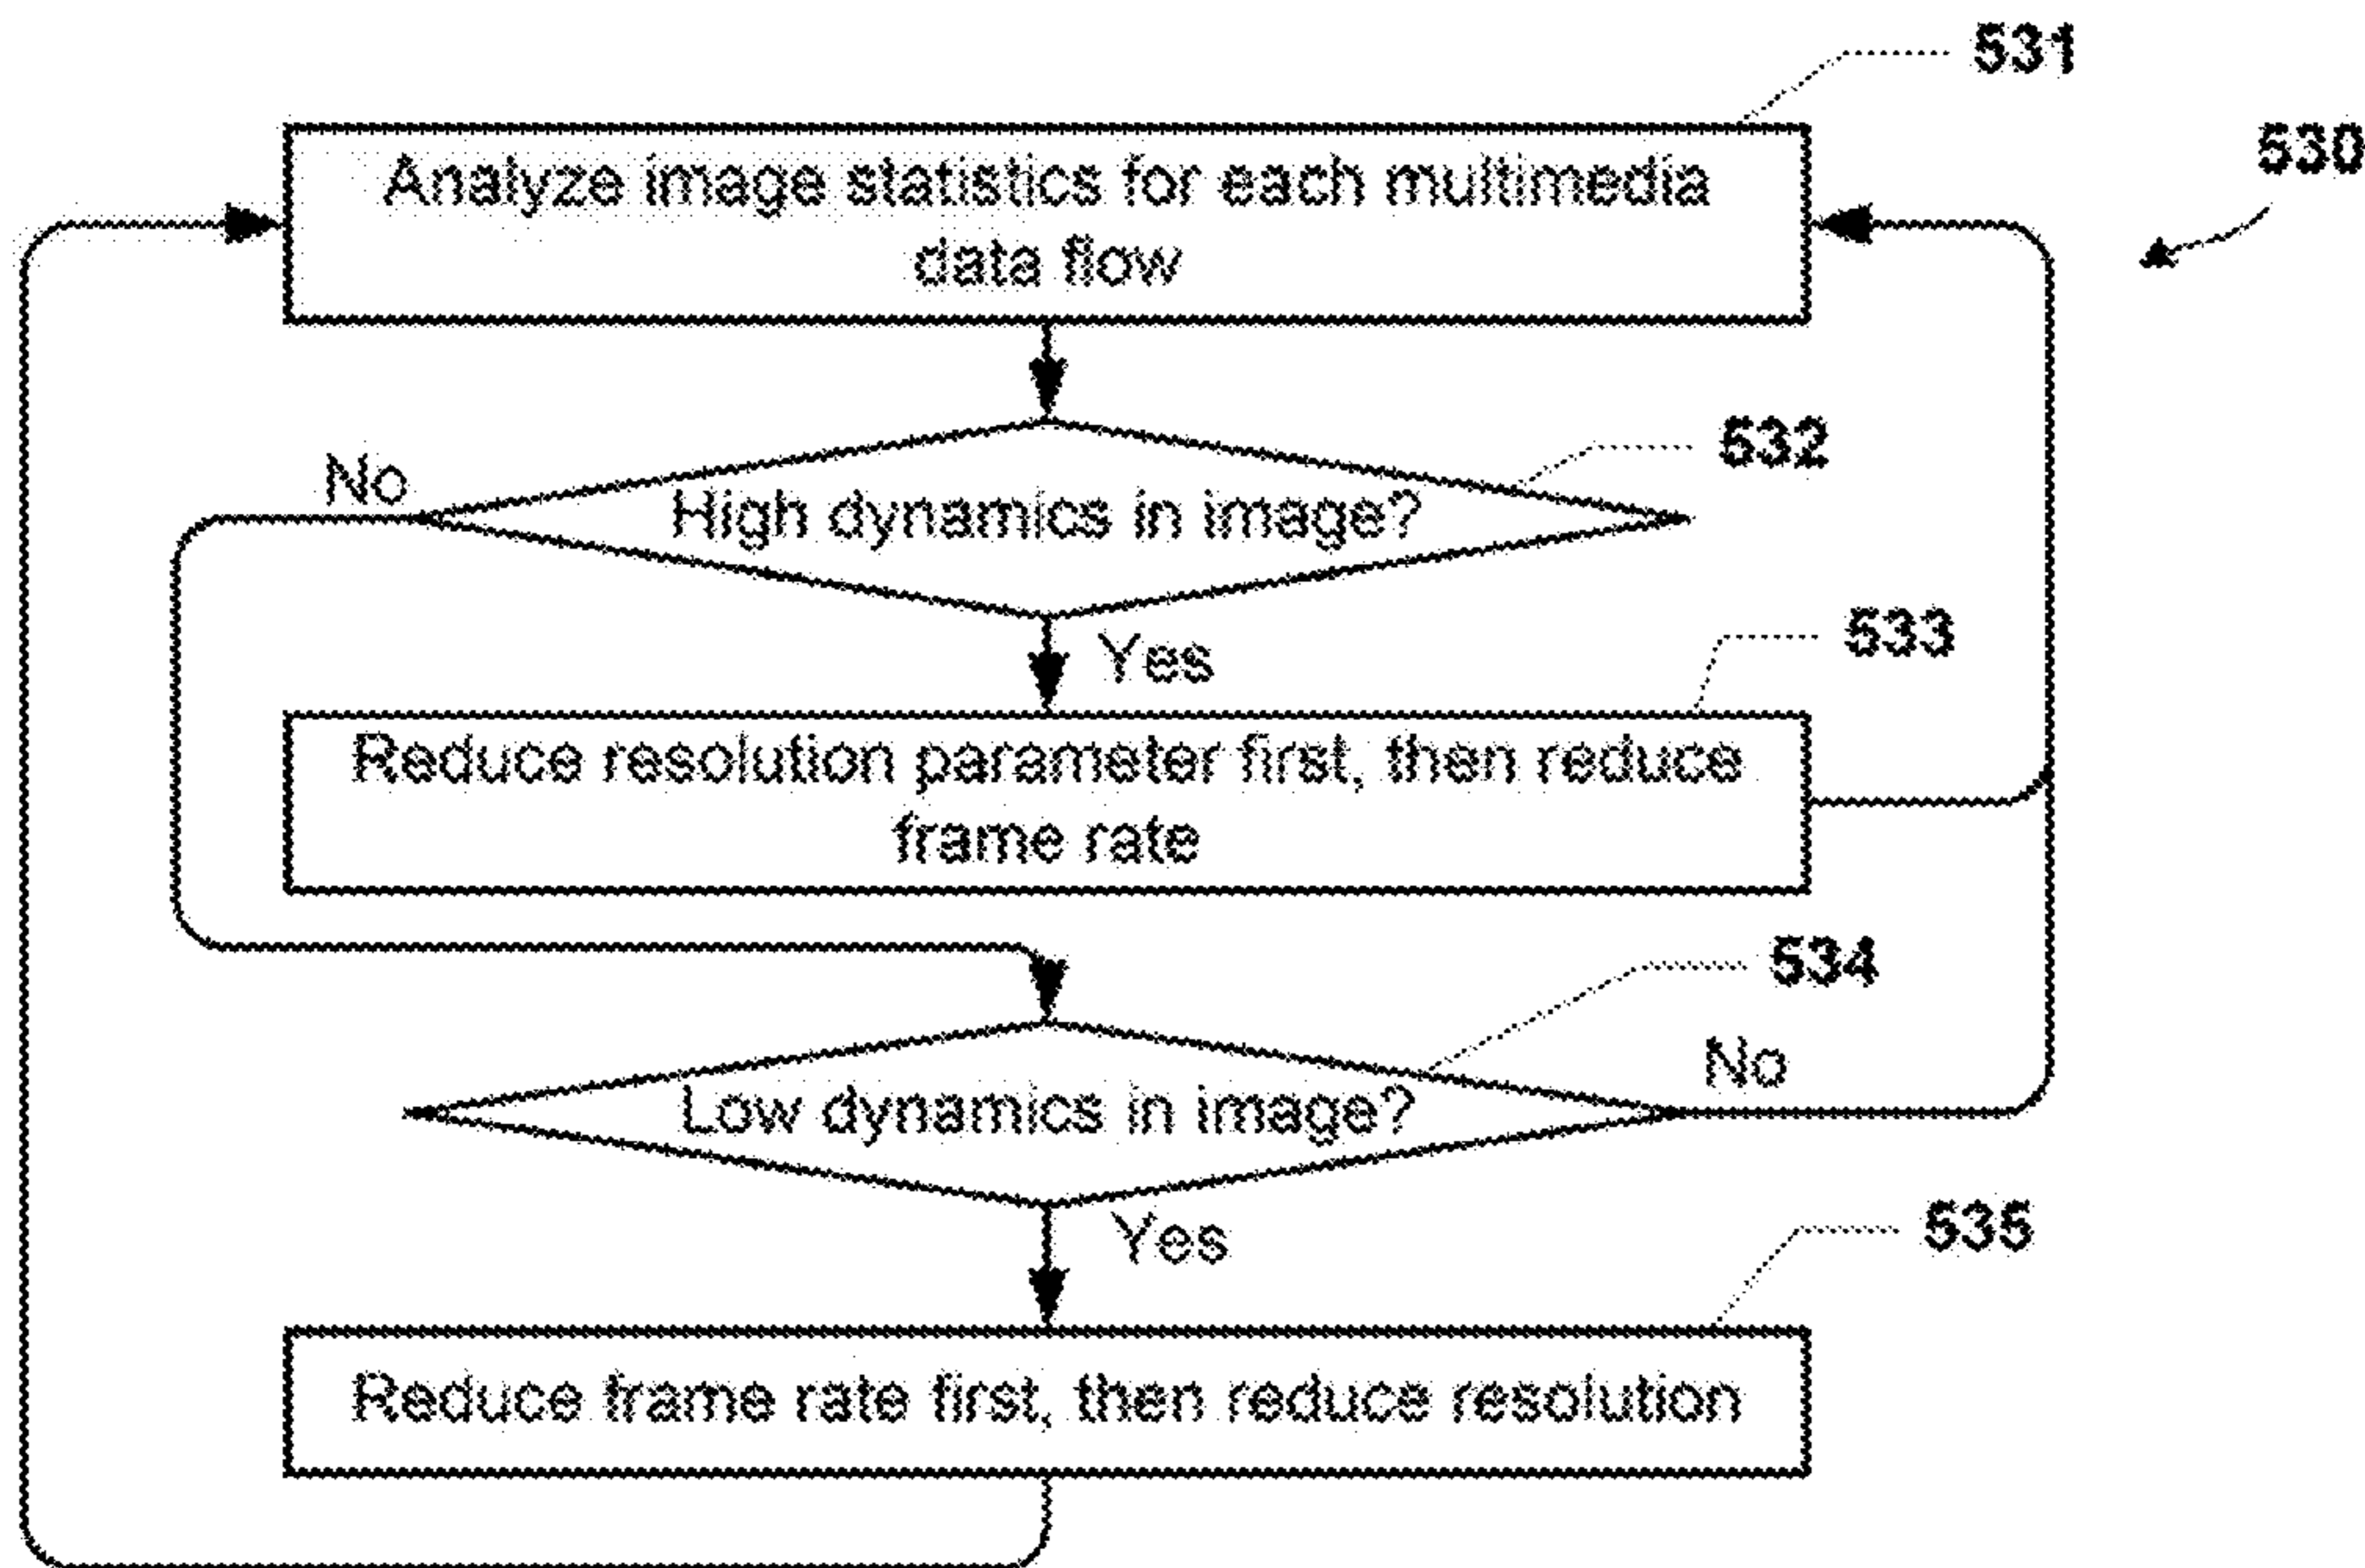 531
530
Analyze image statistics for each multimedia
data flow
532
No
High dynamics in image?
Yes
533
Reduce resolution parameter first, then reduce
frame rate
534
No
Low dynamics in image?
Yes
535
Reduce frame rate first, then reduce resolution